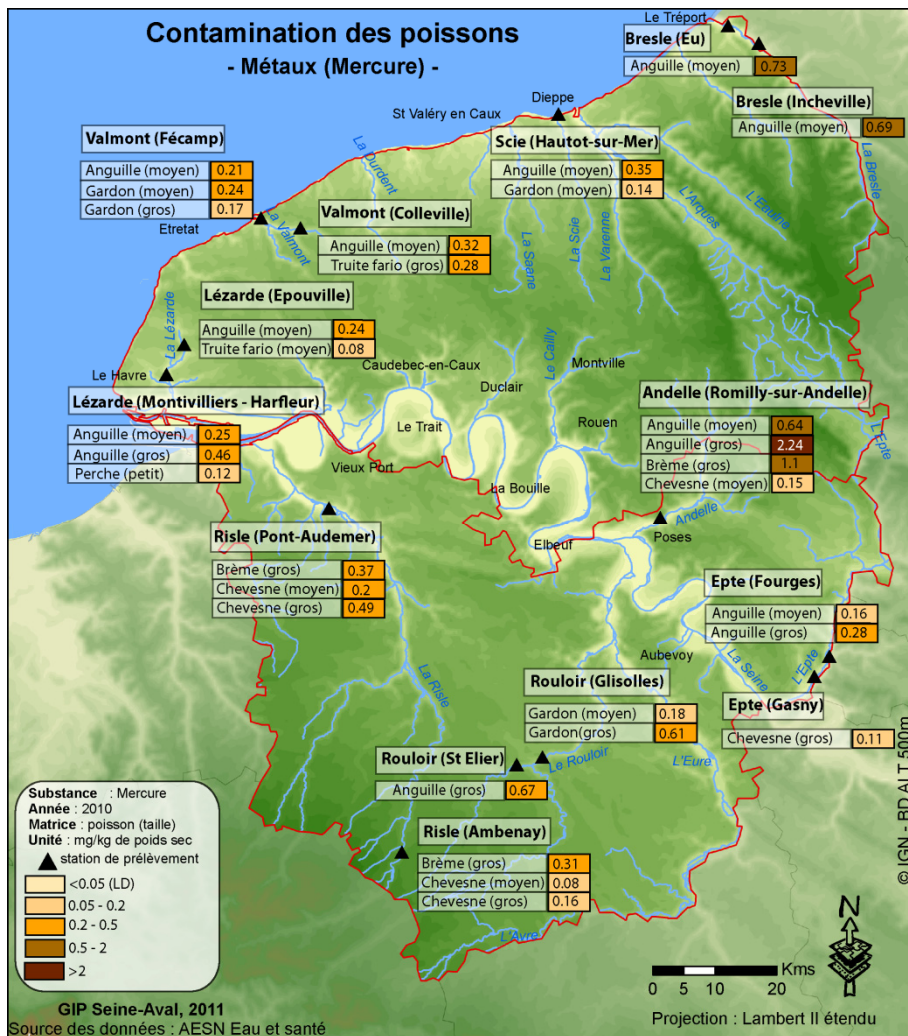 Contamination des poissons
- Métaux (Mercure) -
Le Tréport
Bresle (Eu)
Anguille (moyen) 0.73
Bresle (Incheville)
Anguille (moyen) 0.69
La Bresle
Dieppe
St Valéry en Caux
Valmont (Fécamp)
Anguille (moyen) 0.21
Gardon (moyen) 0.24
Gardon (gros) 0.17
Etretat
La Valmont
La Durdent
Scie (Hautot-sur-Mer)
Anguille (moyen) 0.35
Gardon (moyen) 0.14
L'Arques
L'Eaulne
Valmont (Colleville)
Anguille (moyen) 0.32
Truite fario (gros) 0.28
La Saane
La Scie
La Varenne
Lézarde (Epouville)
Anguille (moyen) 0.24
Truite fario (moyen) 0.08
La Lézarde
Le Havre
Caudebec-en-Caux
Duclair
Le Cailly
Montville
Lézarde (Montivilliers - Harfleur)
Anguille (moyen) 0.25
Anguille (gros) 0.46
Perche (petit) 0.12
Le Trait
Rouen
Vieux Port
La Bouille
Andelle (Romilly-sur-Andelle)
Anguille (moyen) 0.64
Anguille (gros) 2.24
Brème (gros) 1.1
Chevesne (moyen) 0.15
L'Epte
Andelle
Poses
Elbeuf
Risle (Pont-Audemer)
Brème (gros) 0.37
Chevesne (moyen) 0.2
Chevesne (gros) 0.49
Epte (Fourges)
Anguille (moyen) 0.16
Anguille (gros) 0.28
Aubevoy
La Seine
L'Epte
La Risle
Rouloir (Glisolles)
Gardon (moyen) 0.18
Gardon(gros) 0.61
Epte (Gasny)
Chevesne (gros) 0.11
Rouloir (St Elier)
Anguille (gros) 0.67
Le Rouloir
L'Eure
Risle (Ambenay)
Brème (gros) 0.31
Chevesne (moyen) 0.08
Chevesne (gros) 0.16
L'Avre
Substance : Mercure
Année : 2010
Matrice : poisson (taille)
Unité : mg/kg de poids sec
station de prélèvement
<0.05 (LD)
0.05 - 0.2
0.2 - 0.5
0.5 - 2
>2
GIP Seine-Aval, 2011
Source des données : AESN Eau et santé
© IGN - BD ALT 500m
N
Kms
0 10 20
Projection : Lambert II étendu